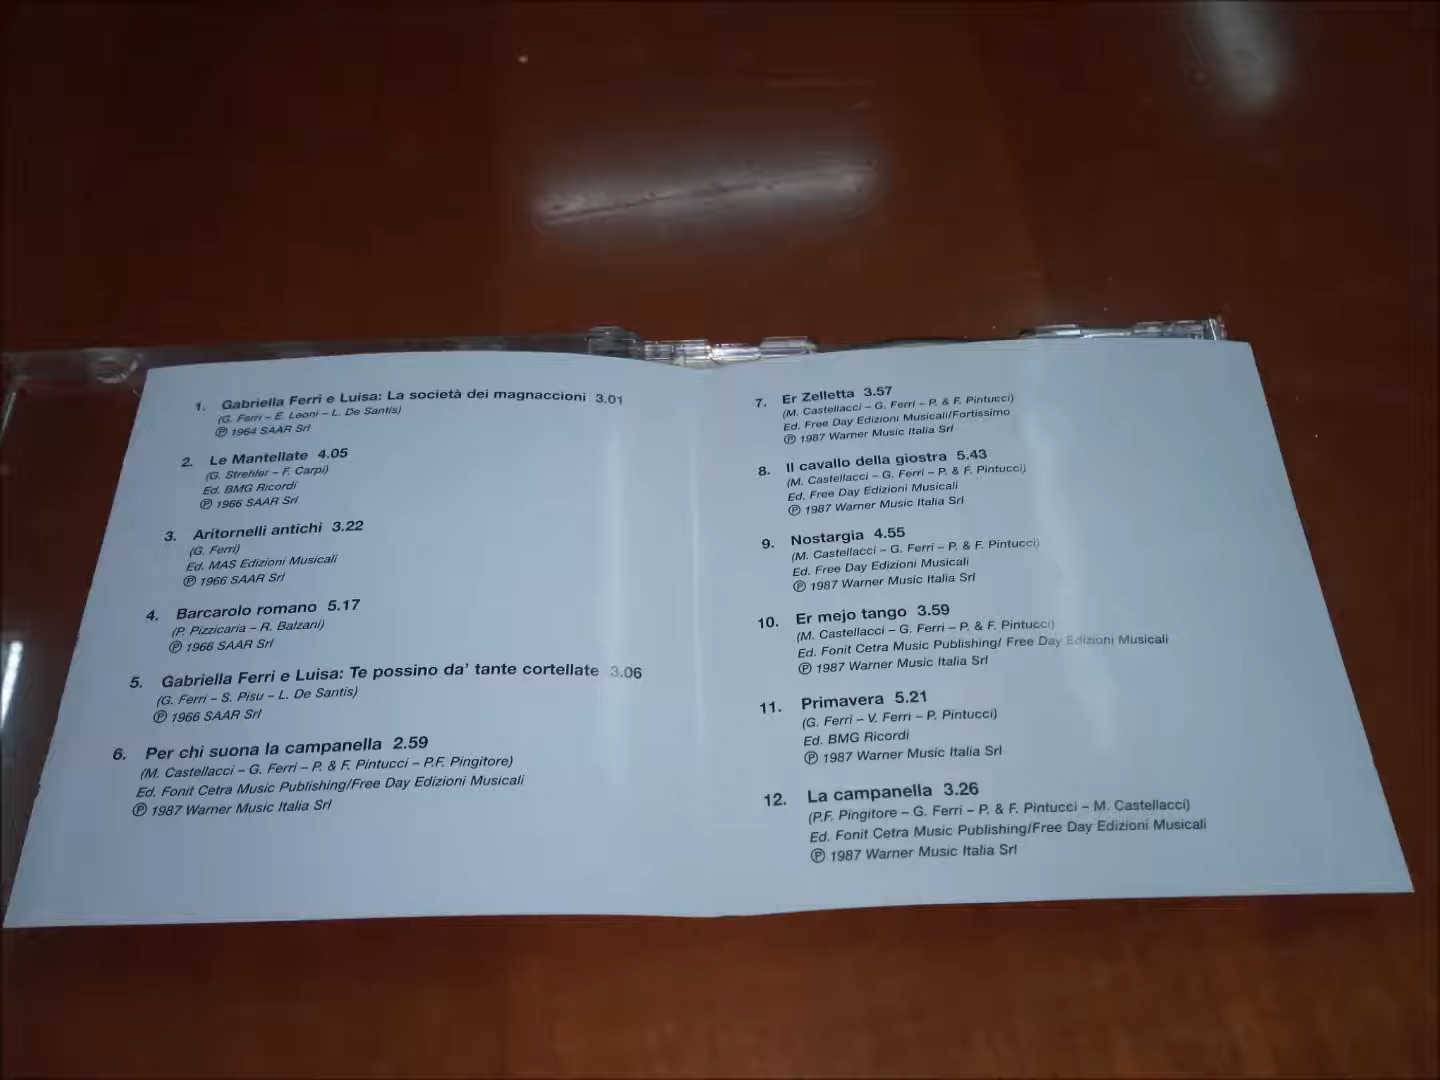 1. Gabriella Ferri e Luisa: La società dei magnaccioni 3.01
(G. Ferri – E. Leoni – L. De Santis)
℗ 1964 SAAR Srl
2. Le Mantellate 4.05
(G. Strehler – F. Carpi)
Ed. BMG Ricordi
℗ 1966 SAAR Srl
3. Aritornelli antichi 3.22
(G. Ferri)
Ed. MAS Edizioni Musicali
℗ 1966 SAAR Srl
4. Barcarolo romano 5.17
(P. Pizzicaria – R. Balzani)
℗ 1966 SAAR Srl
5. Gabriella Ferri e Luisa: Te possino da' tante cortellate 3.06
(G. Ferri – S. Pisu – L. De Santis)
℗ 1966 SAAR Srl
6. Per chi suona la campanella 2.59
(M. Castellacci – G. Ferri – P. & F. Pintucci – P.F. Pingitore)
Ed. Fonit Cetra Music Publishing/Free Day Edizioni Musicali
℗ 1987 Warner Music Italia Srl
7. Er Zelletta 3.57
(M. Castellacci – G. Ferri – P. & F. Pintucci)
Ed. Free Day Edizioni Musicali/Fortissimo
℗ 1987 Warner Music Italia Srl
8. Il cavallo della giostra 5.43
(M. Castellacci – G. Ferri – P. & F. Pintucci)
Ed. Free Day Edizioni Musicali
℗ 1987 Warner Music Italia Srl
9. Nostargia 4.55
(M. Castellacci – G. Ferri – P. & F. Pintucci)
Ed. Free Day Edizioni Musicali
℗ 1987 Warner Music Italia Srl
10. Er mejo tango 3.59
(M. Castellacci – G. Ferri – P. & F. Pintucci)
Ed. Fonit Cetra Music Publishing/ Free Day Edizioni Musicali
℗ 1987 Warner Music Italia Srl
11. Primavera 5.21
(G. Ferri – V. Ferri – P. Pintucci)
Ed. BMG Ricordi
℗ 1987 Warner Music Italia Srl
12. La campanella 3.26
(P.F. Pingitore – G. Ferri – P. & F. Pintucci – M. Castellacci)
Ed. Fonit Cetra Music Publishing/Free Day Edizioni Musicali
℗ 1987 Warner Music Italia Srl